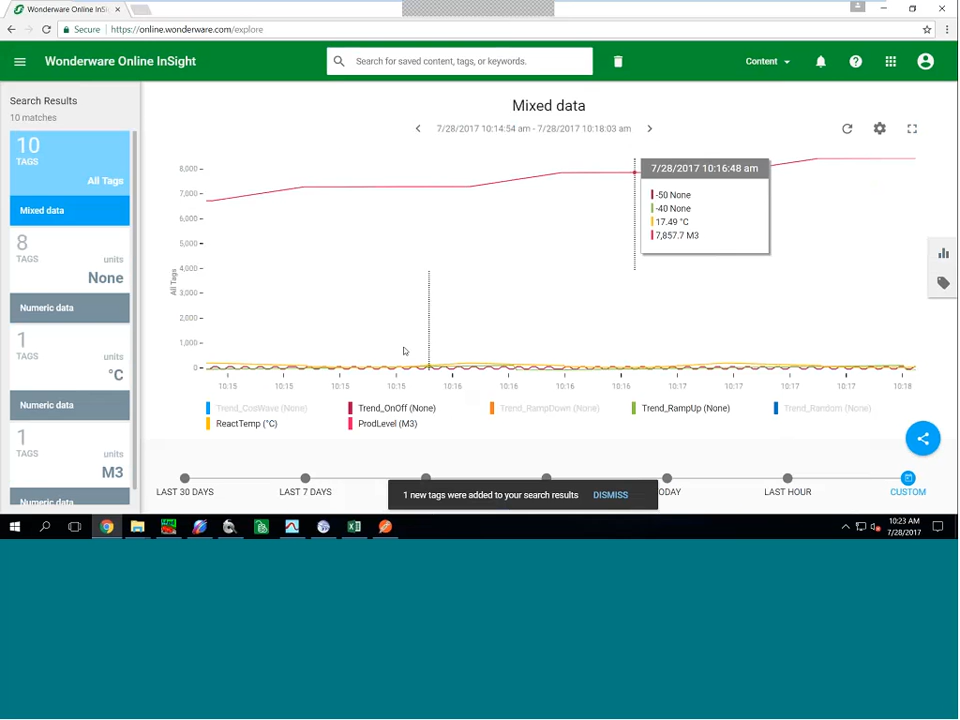 Wonderware Online InSi
Secure
https://online.wonderware.com/explore
Wonderware Online InSight
Search for saved content, tags, or keywords.
Content
Search Results
10 matches
10
TAGS
All Tags
Mixed data
8
TAGS
units
None
Numeric data
1
TAGS
units
°C
Numeric data
1
TAGS
units
M3
Numeric data
Mixed data
7/28/2017 10:14:54 am - 7/28/2017 10:18:03 am
8,000
7,000
6,000
5,000
4,000
3,000
2,000
1,000
0
All Tags
7/28/2017 10:16:48 am
-50 None
-40 None
17.49 °C
7,857.7 M3
10:15 10:15 10:15 10:15 10:16 10:16 10:16 10:16 10:17 10:17 10:17 10:17 10:18
Trend_CosWave (None) Trend_OnOff (None) Trend_RampDown (None) Trend_RampUp (None) Trend_Random (None)
ReactTemp (°C) ProdLevel (M3)
LAST 30 DAYS LAST 7 DAYS ODAY LAST HOUR CUSTOM
1 new tags were added to your search results DISMISS
10:23 AM
7/28/2017